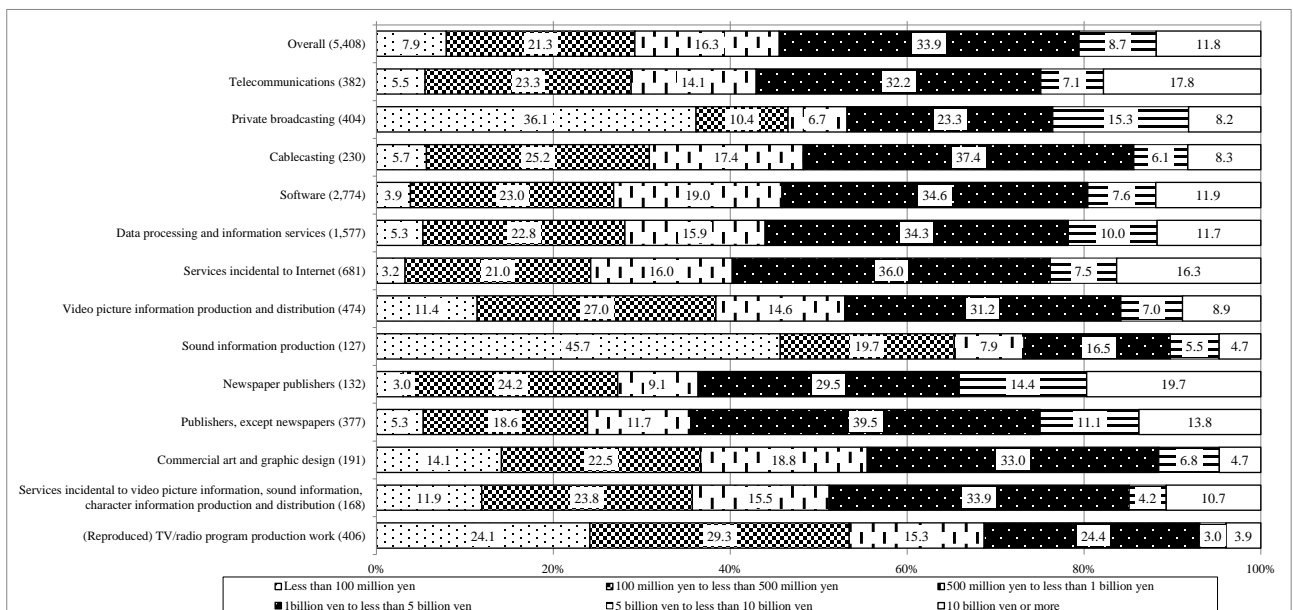 Overall (5,408) 7.9 21.3 16.3 33.9 8.7 11.8
Telecommunications (382) 5.5 23.3 14.1 32.2 7.1 17.8
Private broadcasting (404) 36.1 10.4 6.7 23.3 15.3 8.2
Cablecasting (230) 5.7 25.2 17.4 37.4 6.1 8.3
Software (2,774) 3.9 23.0 19.0 34.6 7.6 11.9
Data processing and information services (1,577) 5.3 22.8 15.9 34.3 10.0 11.7
Services incidental to Internet (681) 3.2 21.0 16.0 36.0 7.5 16.3
Video picture information production and distribution (474) 11.4 27.0 14.6 31.2 7.0 8.9
Sound information production (127) 45.7 19.7 7.9 16.5 5.5 4.7
Newspaper publishers (132) 3.0 24.2 9.1 29.5 14.4 19.7
Publishers, except newspapers (377) 5.3 18.6 11.7 39.5 11.1 13.8
Commercial art and graphic design (191) 14.1 22.5 18.8 33.0 6.8 4.7
Services incidental to video picture information, sound information,
character information production and distribution (168) 11.9 23.8 15.5 33.9 4.2 10.7
(Reproduced) TV/radio program production work (406) 24.1 29.3 15.3 24.4 3.0 3.9
0% 20% 40% 60% 80% 100%
Less than 100 million yen 100 million yen to less than 500 million yen 500 million yen to less than 1 billion yen
1billion yen to less than 5 billion yen 5 billion yen to less than 10 billion yen 10 billion yen or more